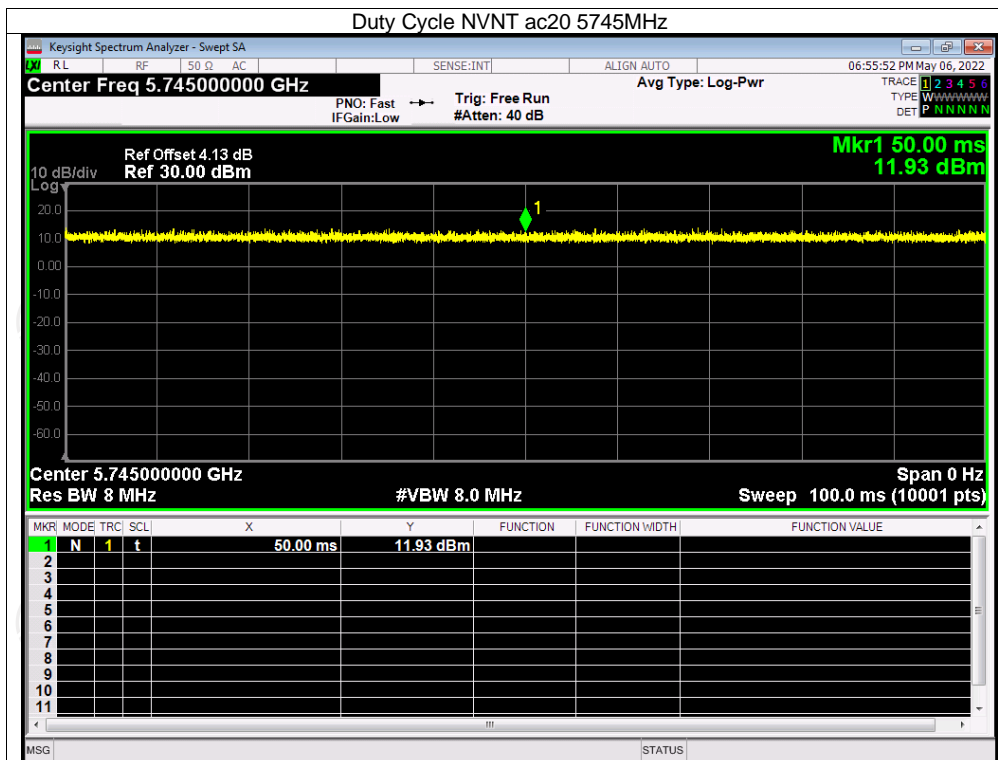 Duty Cycle NVNT ac20 5745MHz
Keysight Spectrum Analyzer - Swept SA
LXI RL RF 50 Ω AC SENSE:INT ALIGN AUTO 06:55:52 PM May 06, 2022
Center Freq 5.745000000 GHz
PNO: Fast
IFGain:Low
Trig: Free Run
#Atten: 40 dB
Avg Type: Log-Pwr
TRACE 1 2 3 4 5 6
TYPE WWWWWW
DET P N N N N N
Mkr1 50.00 ms
11.93 dBm
Ref Offset 4.13 dB
10 dB/div Ref 30.00 dBm
Log
20.0
10.0
0.00
-10.0
-20.0
-30.0
-40.0
-50.0
-60.0
1
Center 5.745000000 GHz Span 0 Hz
Res BW 8 MHz #VBW 8.0 MHz Sweep 100.0 ms (10001 pts)
MKR MODE TRC SCL X Y FUNCTION FUNCTION WIDTH FUNCTION VALUE
1 N 1 t 50.00 ms 11.93 dBm
2
3
4
5
6
7
8
9
10
11
MSG STATUS